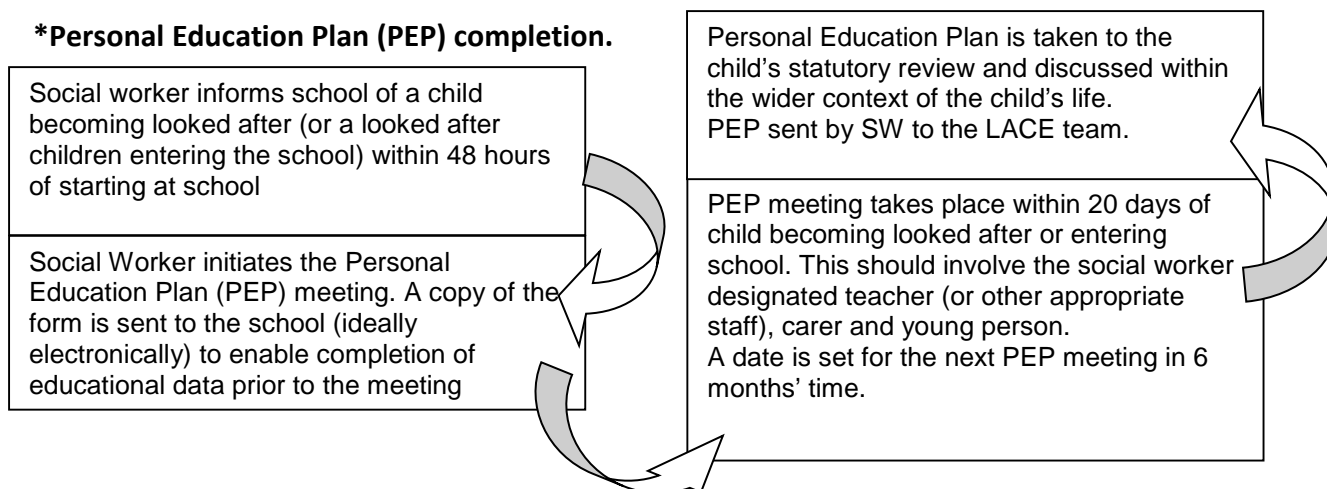 *Personal Education Plan (PEP) completion.
Social worker informs school of a child
becoming looked after (or a looked after
children entering the school) within 48 hours
of starting at school
Social Worker initiates the Personal
Education Plan (PEP) meeting. A copy of the
form is sent to the school (ideally
electronically) to enable completion of
educational data prior to the meeting
PEP meeting takes place within 20 days of
child becoming looked after or entering
school. This should involve the social worker
designated teacher (or other appropriate
staff), carer and young person.
A date is set for the next PEP meeting in 6
months’ time.
Personal Education Plan is taken to the
child’s statutory review and discussed within
the wider context of the child’s life.
PEP sent by SW to the LACE team.